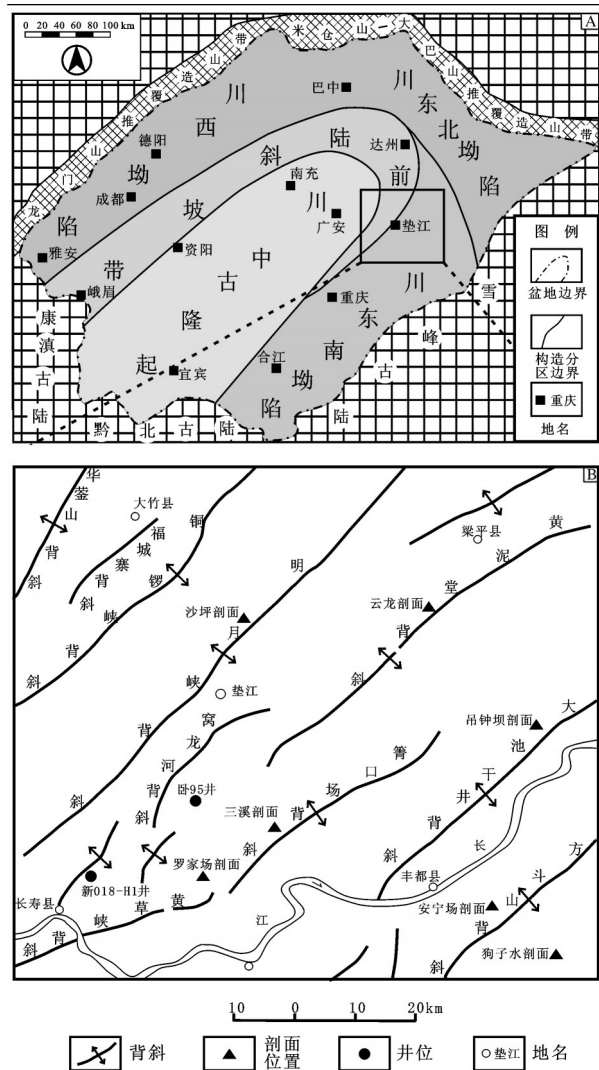 0 20 40 60 80 100 km
A
米仓山—大巴山推覆造山带
龙门山推覆造山带
川西坳陷
川东北坳陷
斜坡带
陆前
川中古隆起
川东南坳陷
巴中
德阳
达州
南充
成都
广安
垫江
雅安
资阳
峨眉
重庆
合江
宜宾
康滇古陆
黔北古陆
雪峰古陆
图 例
盆地边界
构造分
区边界
重庆
地名
B
华蓥山背斜
大竹县
福城寨背斜
铜锣峡背斜
明月峡背斜
梁平县
黄泥堂背斜
沙坪剖面
云龙剖面
垫江
窝龙河背斜
吊钟坝剖面
大池干井背斜
卧95井
三溪剖面
箐口场背斜
罗家场剖面
新018-H1井
长寿县
黄草峡背斜
丰都县
长江
安宁场剖面
方斗山背斜
狗子水剖面
10 0 10 20km
背斜
剖面
位置
井位
垫江
地名